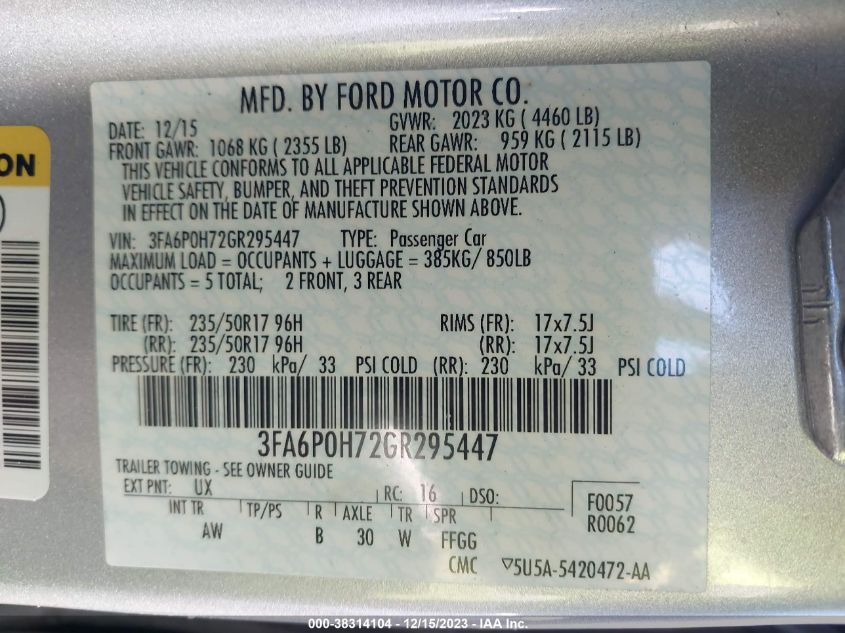 MFD. BY FORD MOTOR CO.
DATE: 12/15 GVWR: 2023 KG ( 4460 LB)
FRONT GAWR: 1068 KG ( 2355 LB) REAR GAWR: 959 KG ( 2115 LB)
THIS VEHICLE CONFORMS TO ALL APPLICABLE FEDERAL MOTOR
VEHICLE SAFETY, BUMPER, AND THEFT PREVENTION STANDARDS
IN EFFECT ON THE DATE OF MANUFACTURE SHOWN ABOVE.
VIN: 3FA6P0H72GR295447 TYPE: Passenger Car
MAXIMUM LOAD = OCCUPANTS + LUGGAGE = 385KG/ 850LB
OCCUPANTS = 5 TOTAL; 2 FRONT, 3 REAR
TIRE (FR): 235/50R17 96H RIMS (FR): 17x7.5J
(RR): 235/50R17 96H (RR): 17x7.5J
PRESSURE (FR): 230 kPa/ 33 PSI COLD (RR): 230 kPa/ 33 PSI COLD
3FA6P0H72GR295447
TRAILER TOWING - SEE OWNER GUIDE
EXT PNT: UX RC: 16 DSO:
INT TR TP/PS R AXLE TR SPR
AW B 30 W FFGG
F0057
R0062
CMC ▽5U5A-5420472-AA
ON
000-38314104 - 12/15/2023 - IAA Inc.